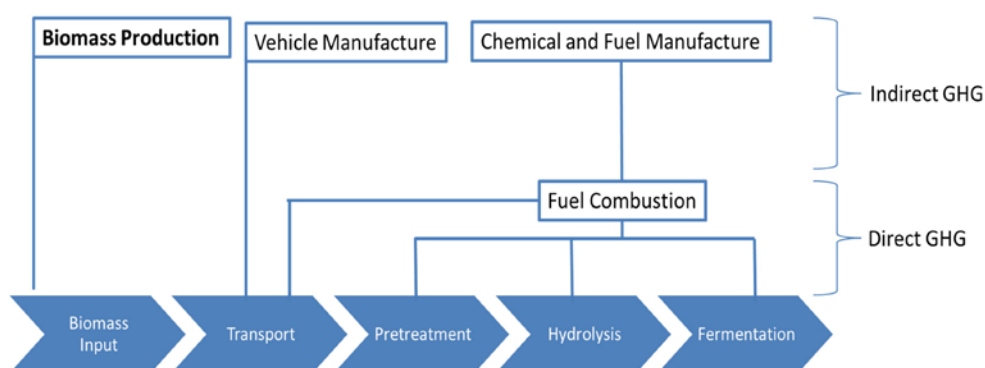 Biomass Production
Vehicle Manufacture
Chemical and Fuel Manufacture
Indirect GHG
Fuel Combustion
Direct GHG
Biomass
Input
Transport
Pretreatment
Hydrolysis
Fermentation